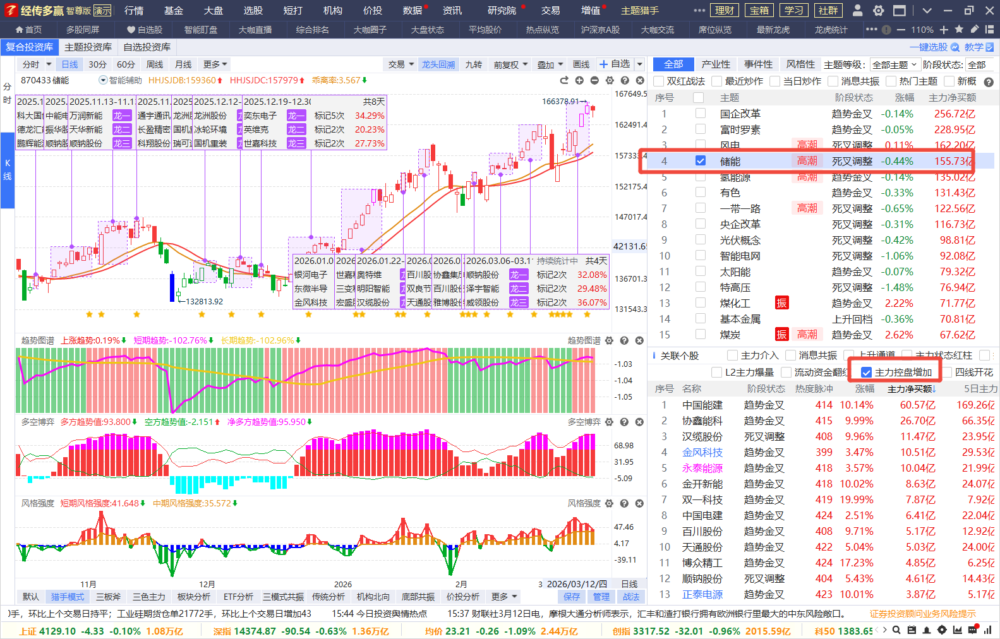 经传多赢 智尊版 演示 行情 基金 大盘 选股 短打 机构 价投 数据 资讯 研究院 交易 增值 主题猎手 理财 宝箱 学习 社群
首页 多股同屏 自选股 智能盯盘 大咖直播 综合排名 大咖圈子 大盘状态 平均股价 热点纵览 沪深京A股 大咖交流 席位纵览 最新龙虎 龙虎统计 110%
复合投资库 主题投资库 自选投资库 一键选股 教学
分时 日线 30分 60分 周线 月线 更多 交易 龙头回溯 九转 前复权 叠加 画线 自选
全部 产业性 事件性 风格性 主题等级: 全部主题 阶段状态: 全部
分时
K线
870433 储能 智能辅助 HHJSJDB:159360 HHJSJDC:157979 乖离率:3.567
双红战法 最近炒作 当日炒作 消息共振 热门主题 新概
序号 主题 阶段状态 涨幅 主力净买额
1 国企改革 趋势金叉 -0.14% 256.72亿
2 富时罗素 趋势金叉 -0.05% 228.95亿
3 风电 高潮 死叉调整 0.11% 162.20亿
4 储能 高潮 死叉调整 -0.44% 155.73亿
5 氢能源 高潮 死叉调整 -0.14% 135.02亿
6 有色 趋势金叉 -0.33% 131.43亿
7 一带一路 高潮 死叉调整 -0.65% 122.56亿
8 央企改革 死叉调整 -0.31% 116.73亿
9 光伏概念 死叉调整 -0.42% 98.81亿
10 智能电网 死叉调整 -1.06% 92.08亿
11 太阳能 死叉调整 -0.07% 79.32亿
12 特高压 死叉调整 -1.48% 76.94亿
13 煤化工 振 趋势金叉 2.22% 71.77亿
14 基本金属 上升回档 -0.36% 70.81亿
15 煤炭 振 高潮 趋势金叉 2.62% 67.62亿
2025.1 2025. 2025.11.13-11.1 2025.1 2025. 2025.12.12- 2025.12.19-12.30 共8天
科大国 中能电 万润新能 龙一 通宇通讯 龙洲 龙洲股份 奕东电子 龙一 标记5次 34.29%
德龙汇 振华股 天华新能 龙二 长盈精密 国机 冰轮环境 英维克 龙二 标记2次 20.23%
鹏辉能 顺钠股 顺钠股份 龙三 科翔股份 瑞可 国机重装 世嘉科技 龙三 标记2次 27.73%
166378.91
132813.92
167649.5
162491.4
157333.4
152175.4
147017.4
142131.65
136701.3
131543.3
2026.01.0 2026. 2026.01.22- 2026.0 2026.0 2026.03.06-03.11 持续统计中 共4天
银河电子 世嘉 奥特维 百川股 协鑫集 顺钠股份 龙一 标记2次 32.08%
东微半导 三变 明阳智能 双良节 百川股 泽宇智能 龙二 标记2次 29.48%
金风科技 宏盛 汉缆股份 天通股 雅博股 威领股份 龙三 标记2次 36.07%
趋势图谱 上涨趋势:0.19% 短期趋势:-102.76% 长期趋势:-102.96% 趋势图谱
-1.03
-1.04
-1.05
多空博弈 多方趋势值:93.800 空方趋势值:-2.151 净多方趋势值:95.950 多空博弈
68.98
31.95
-5.09
风格强度 短期风格强度:41.648 中期风格强度:35.572 风格强度
47.46
4.17
-39.11
11月 12月 2026 2月 3 2026/03/12/四 日线
默认 猎手模式 三板斧 三色主力 板块分析 ETF分析 三模式共振 传统分析 机构北向 底部共振 价投分析 更多 保存 管理 战法
关联个股 主力介入 消息共振 上升通道 主力状态红柱
L2主力爆量 流动资金翻红 主力控盘增加 四线开花
序号 名称 阶段状态 热度脉冲 涨幅 主力净买额↓ 5日主力
1 中国能建 趋势金叉 414 10.14% 60.57亿 169.26亿
2 协鑫能科 趋势金叉 415 9.99% 26.70亿 66.35亿
3 汉缆股份 死叉调整 408 9.96% 11.47亿 23.95亿
4 金风科技 趋势金叉 399 3.47% 10.51亿 29.53亿
5 永泰能源 趋势金叉 418 3.57% 10.04亿 21.99亿
6 金开新能 趋势金叉 418 10.02% 8.63亿 24.07亿
7 双一科技 趋势金叉 419 19.99% 7.87亿 7.92亿
8 中国电建 趋势金叉 424 2.51% 6.41亿 22.04亿
9 百川股份 趋势金叉 408 9.71% 5.17亿 12.92亿
10 天通股份 趋势金叉 422 5.04% 5.03亿 24.00亿
11 博众精工 趋势金叉 424 17.23% 4.85亿 6.25亿
12 顺钠股份 死叉调整 404 5.43% 4.61亿 14.43亿
13 正泰电源 趋势金叉 423 10.01% 3.87亿 5.17亿
0手，环比上个交易日持平；工业硅期货仓单21772手，环比上个交易日增加43 15:44 今日投资舆情热点 15:37 财联社3月12日电，摩根大通分析师表示，汇丰和渣打银行拥有欧洲银行里最大的中东风险敞口。 证券投资顾问业务风险提示
上证 4129.10 -4.33 -0.10% 1.08万亿 深指 14374.87 -90.54 -0.63% 1.36万亿 均价 23.21 -0.26 -1.09% 2.44万亿 创指 3317.52 -32.01 -0.96% 2015.59亿 科50 1383.65